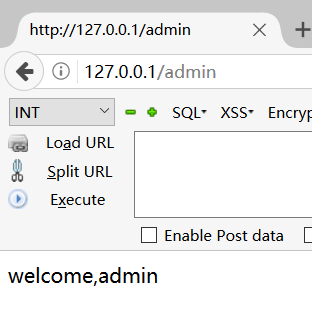 http://127.0.0.1/admin
127.0.0.1/admin
INT SQL XSS Encryp
Load URL
Split URL
Execute
Enable Post data
welcome,admin